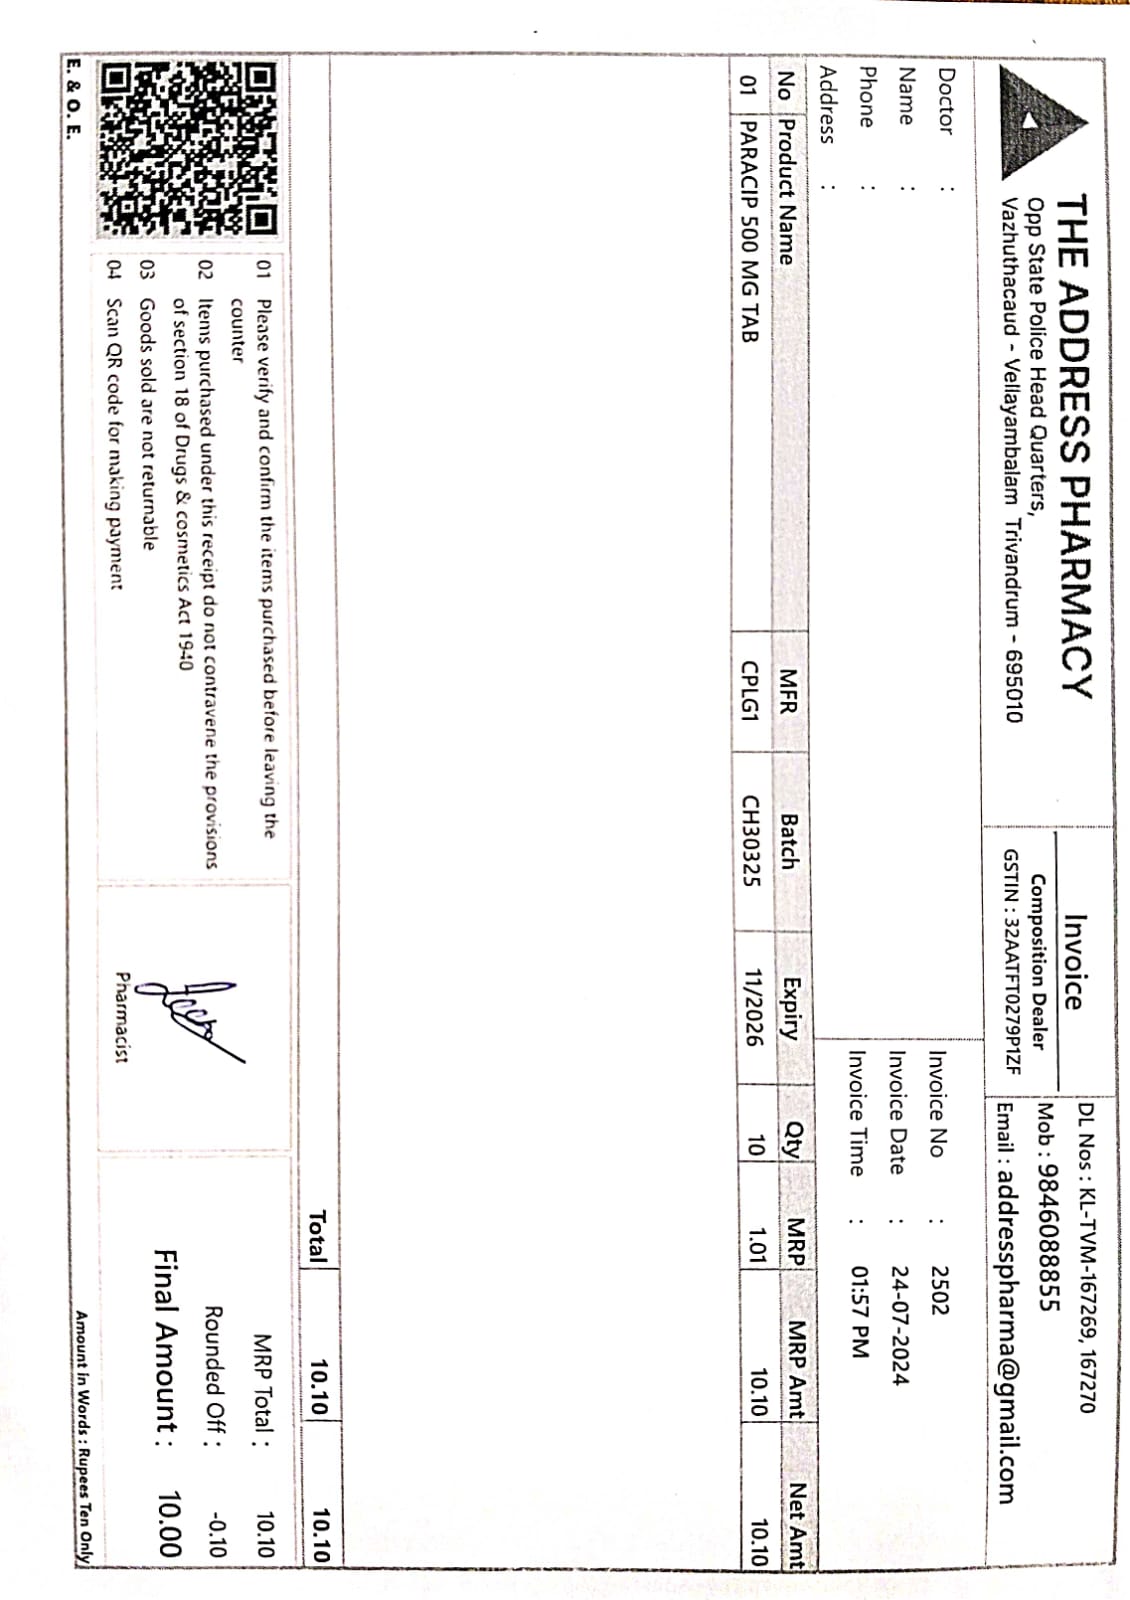 THE ADDRESS PHARMACY
Opp State Police Head Quarters,
Vazhuthacaud - Vellayambalam Trivandrum - 695010
Invoice
Composition Dealer
GSTIN : 32AATFT0279P1ZF
DL Nos : KL-TVM-167269, 167270
Mob : 9846088855
Email : addresspharma@gmail.com
Doctor :
Name :
Phone :
Address :
Invoice No : 2502
Invoice Date : 24-07-2024
Invoice Time : 01:57 PM
No Product Name MFR Batch Expiry Qty MRP MRP Amt Net Amt
01 PARACIP 500 MG TAB CPLG1 CH30325 11/2026 10 1.01 10.10 10.10
Total 10.10 10.10
01 Please verify and confirm the items purchased before leaving the
counter
02 Items purchased under this receipt do not contravene the provisions
of section 18 of Drugs & cosmetics Act 1940
03 Goods sold are not returnable
04 Scan QR code for making payment
Pharmacist
MRP Total : 10.10
Rounded Off : -0.10
Final Amount : 10.00
E. & O. E.
Amount in Words : Rupees Ten Only